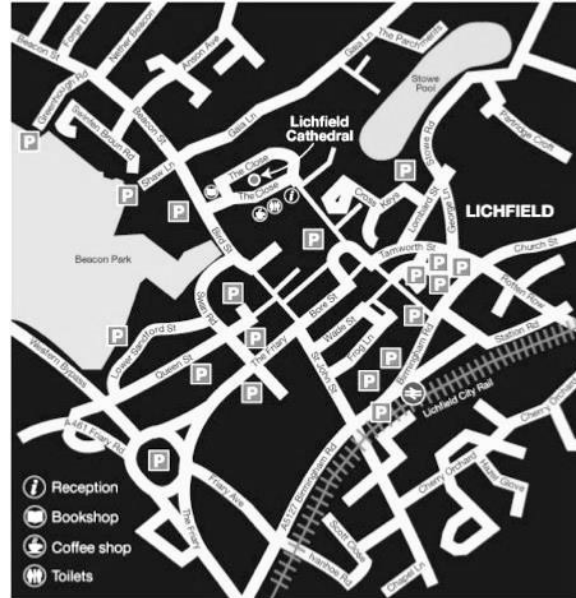 Beacon St
Forge Ln
Nether Beacon
Anson Ave
Gaia Ln
The Parchments
Stowe
Pool
Greenhough Rd
Beacon St
Gaia Ln
Lichfield
Cathedral
Stowe Rd
Partridge Croft
P
P
Shaw Ln
The Close
The Close
P
P
Cross Keys
Lombard St
George Ln
LICHFIELD
Bird St
P
Tamworth St
Church St
Beacon Park
P
P
P
P
P
Rotten Row
Swan Rd
Bore St
Wade St
Frog Ln
P
Station Rd
P
Lower Sandford St
P
The Friary
St John St
Birmingham Rd
Western Bypass
Queen St
P
P
P
P
P
Lichfield City Rail
Cherry Orchard
A461 Friary Rd
P
Friary Ave
A5127 Birmingham Rd
Cherry Orchard
Hazel Glove
The Friary
Scott Close
Ivanhoe Rd
Chapel Ln
i
i Reception
Bookshop
Coffee shop
Toilets